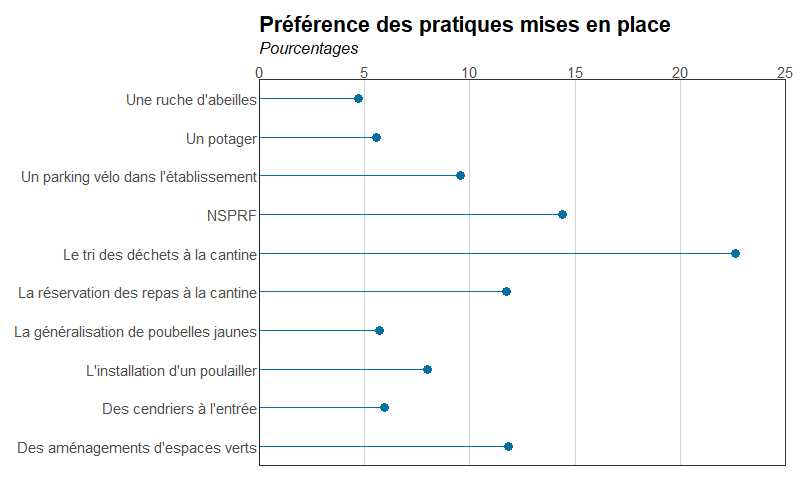 Préférence des pratiques mises en place
Pourcentages
0 5 10 15 20 25
Une ruche d'abeilles
Un potager
Un parking vélo dans l'établissement
NSPRF
Le tri des déchets à la cantine
La réservation des repas à la cantine
La généralisation de poubelles jaunes
L'installation d'un poulailler
Des cendriers à l'entrée
Des aménagements d'espaces verts